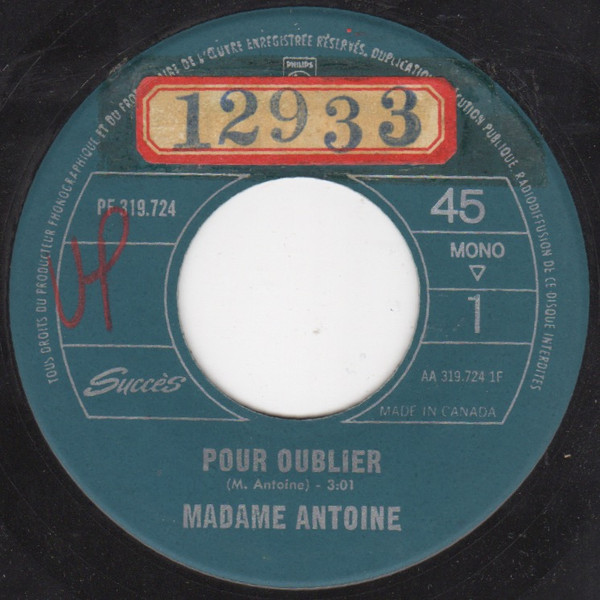 TOUS DROITS DU PRODUCTEUR PHONOGRAPHIQUE ET DU PROPRIÉTAIRE DE L'ŒUVRE ENREGISTRÉE RÉSERVÉS. DUPLICATION, EXÉCUTION PUBLIQUE, RADIODIFFUSION DE CE DISQUE INTERDITES
PHILIPS
12933
PF 319.724
45
MONO
1
Succès
AA 319.724 1F
MADE IN CANADA
POUR OUBLIER
(M. Antoine) - 3:01
MADAME ANTOINE